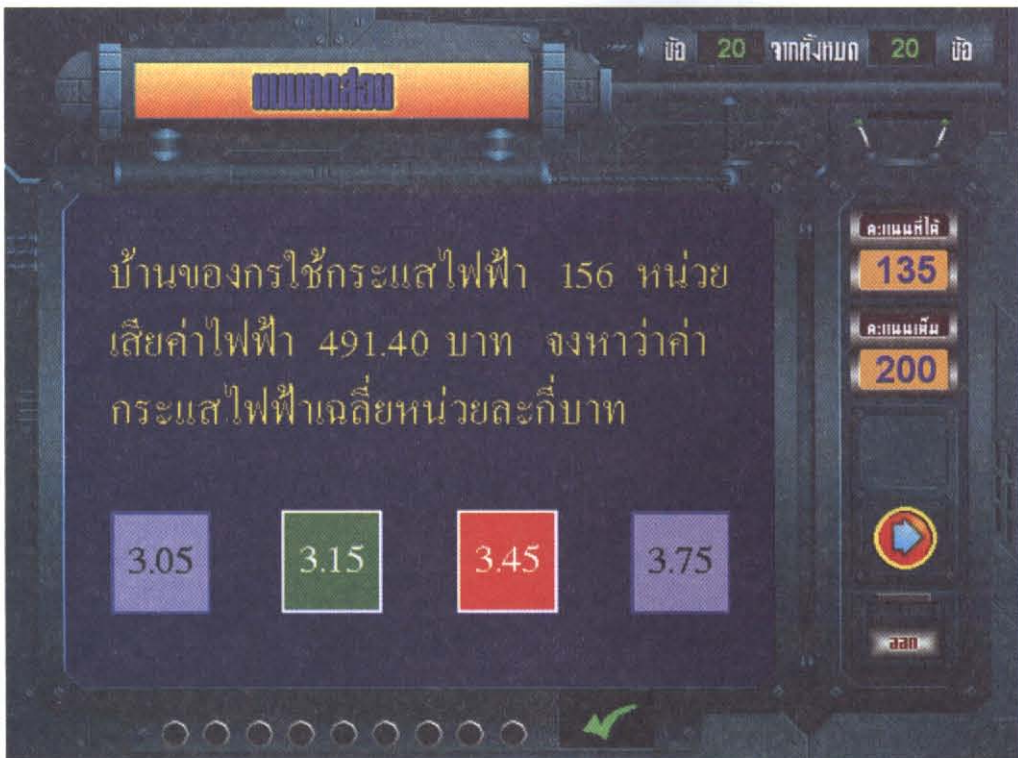 ข้อ 20 จากทั้งหมด 20 ข้อ
แบบทดสอบ
คะแนนที่ได้
135
คะแนนเต็ม
200
บ้านของกรใช้กระแสไฟฟ้า 156 หน่วย
เสียค่าไฟฟ้า 491.40 บาท จงหาว่าค่า
กระแสไฟฟ้าเฉลี่ยหน่วยละกี่บาท
3.05 3.15 3.45 3.75
ออก